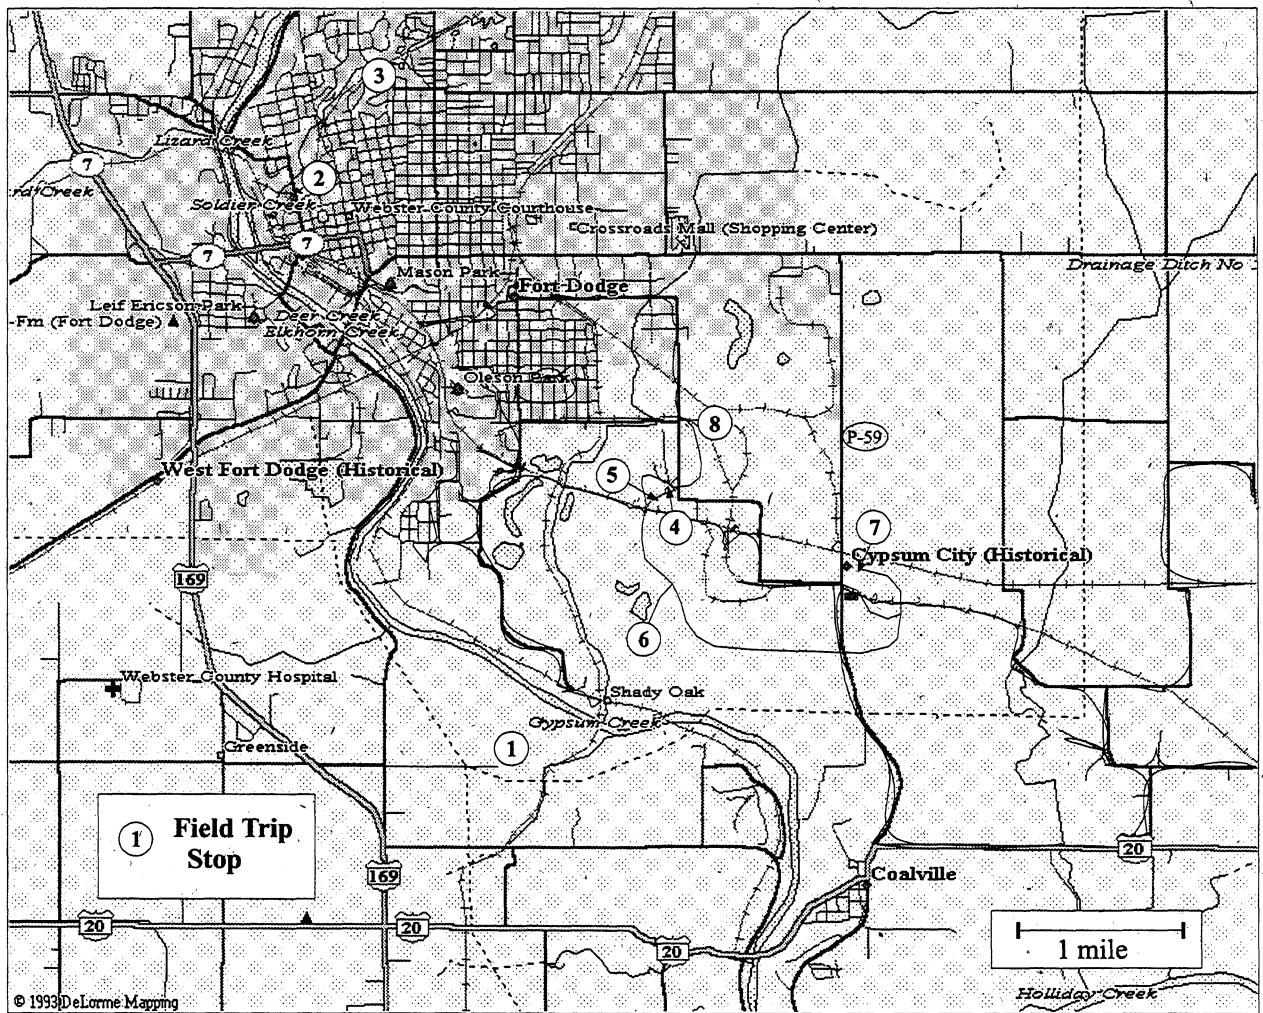 3
Lizard Creek
7
rd Creek
2
Soldier Creek
Webster County Courthouse
Crossroads Mall (Shopping Center)
7
7
Drainage Ditch No
Mason Park
Fort Dodge
Leif Ericson Park
-Fm (Fort Dodge)
Deer Creek
Elkhorn Creek
Oleson Park
8
P-59
West Fort Dodge (Historical)
5
4
7
Gypsum City (Historical)
169
6
Webster County Hospital
Shady Oak
Gypsum Creek
1
Greenside
1 Field Trip
Stop
20
169
Coalville
20
20
20
1 mile
Holliday Creek
© 1993 DeLorme Mapping